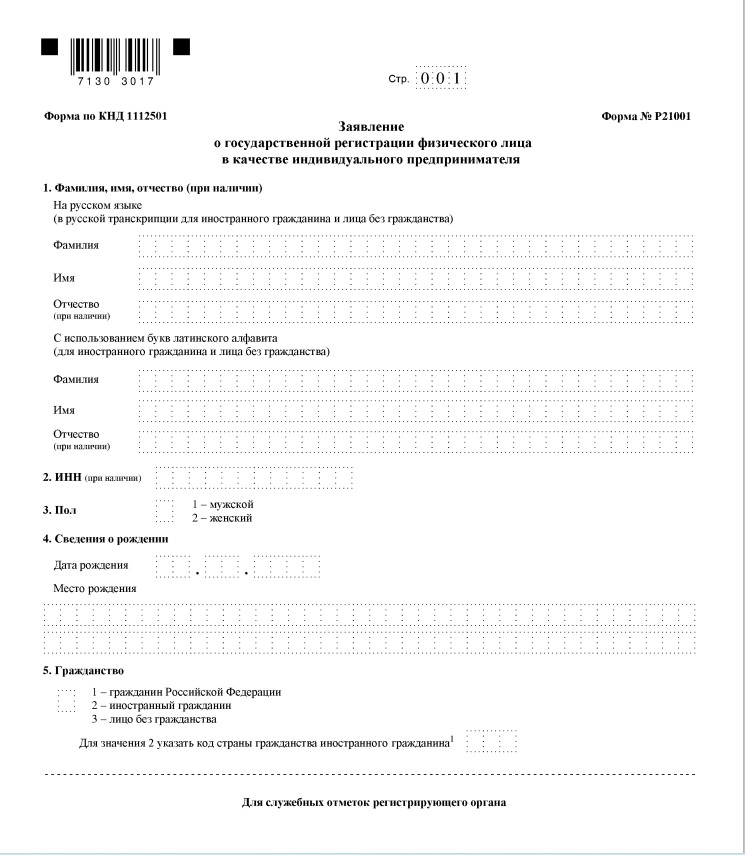 7130 3017
Стр. 001
Форма по КНД 1112501
Форма № Р21001
Заявление
о государственной регистрации физического лица
в качестве индивидуального предпринимателя
1. Фамилия, имя, отчество (при наличии)
На русском языке
(в русской транскрипции для иностранного гражданина и лица без гражданства)
Фамилия
Имя
Отчество
(при наличии)
С использованием букв латинского алфавита
(для иностранного гражданина и лица без гражданства)
Фамилия
Имя
Отчество
(при наличии)
2. ИНН (при наличии)
3. Пол
1 – мужской
2 – женский
4. Сведения о рождении
Дата рождения . .
Место рождения
5. Гражданство
1 – гражданин Российской Федерации
2 – иностранный гражданин
3 – лицо без гражданства
Для значения 2 указать код страны гражданства иностранного гражданина¹
Для служебных отметок регистрирующего органа